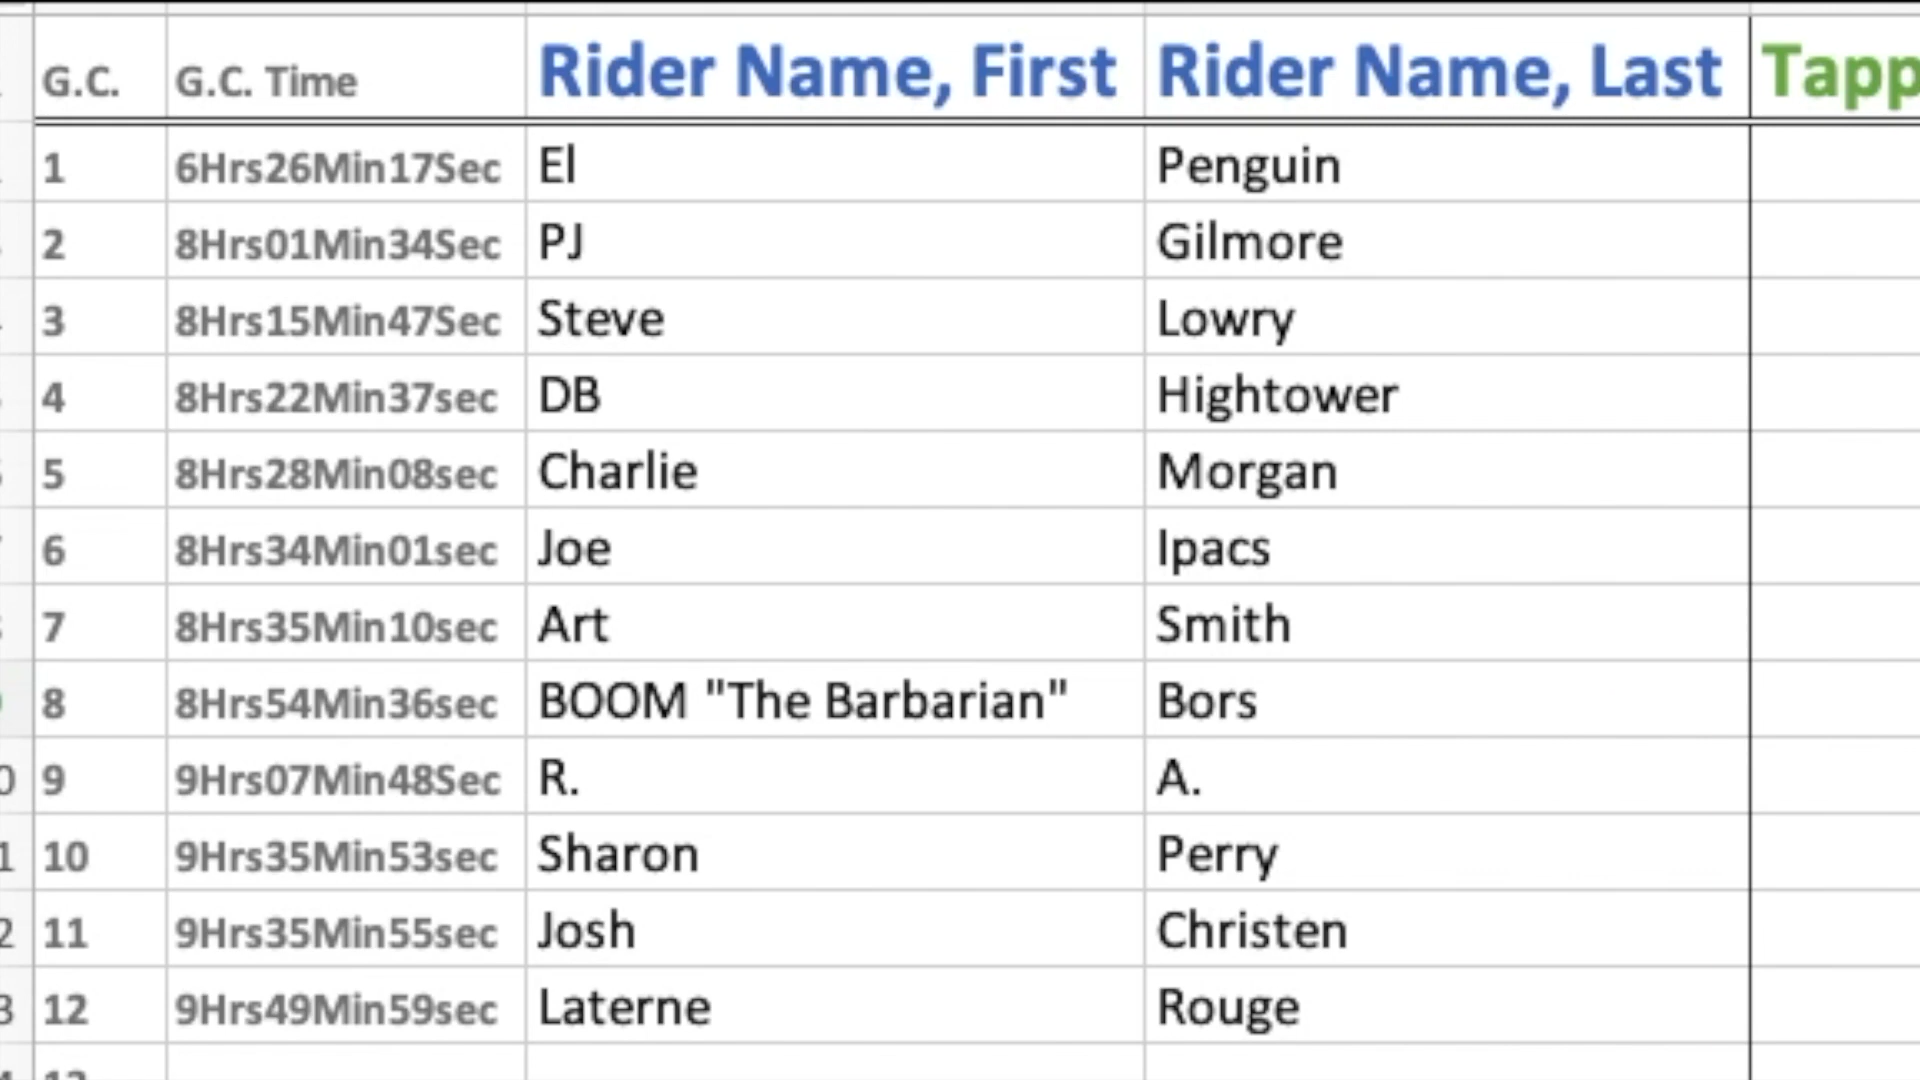 G.C. G.C. Time Rider Name, First Rider Name, Last Tapp
1 6Hrs26Min17Sec El Penguin
2 8Hrs01Min34Sec PJ Gilmore
3 8Hrs15Min47Sec Steve Lowry
4 8Hrs22Min37sec DB Hightower
5 8Hrs28Min08sec Charlie Morgan
6 8Hrs34Min01sec Joe Ipacs
7 8Hrs35Min10sec Art Smith
8 8Hrs54Min36sec BOOM "The Barbarian" Bors
9 9Hrs07Min48Sec R. A.
10 9Hrs35Min53sec Sharon Perry
11 9Hrs35Min55sec Josh Christen
12 9Hrs49Min59sec Laterne Rouge